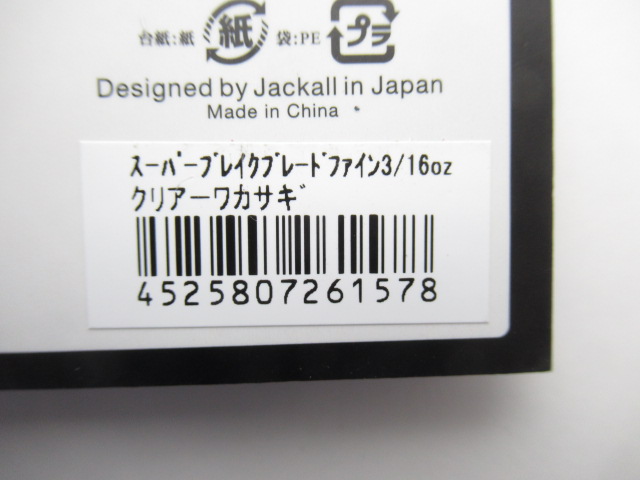 台紙:紙 紙 袋:PE プラ
Designed by Jackall in Japan
Made in China
ｽｰﾊﾟｰﾌﾞﾚｲｸﾌﾞﾚｰﾄﾞﾌｧｲﾝ3/16oz
クリアーワカサギ
4525807261578